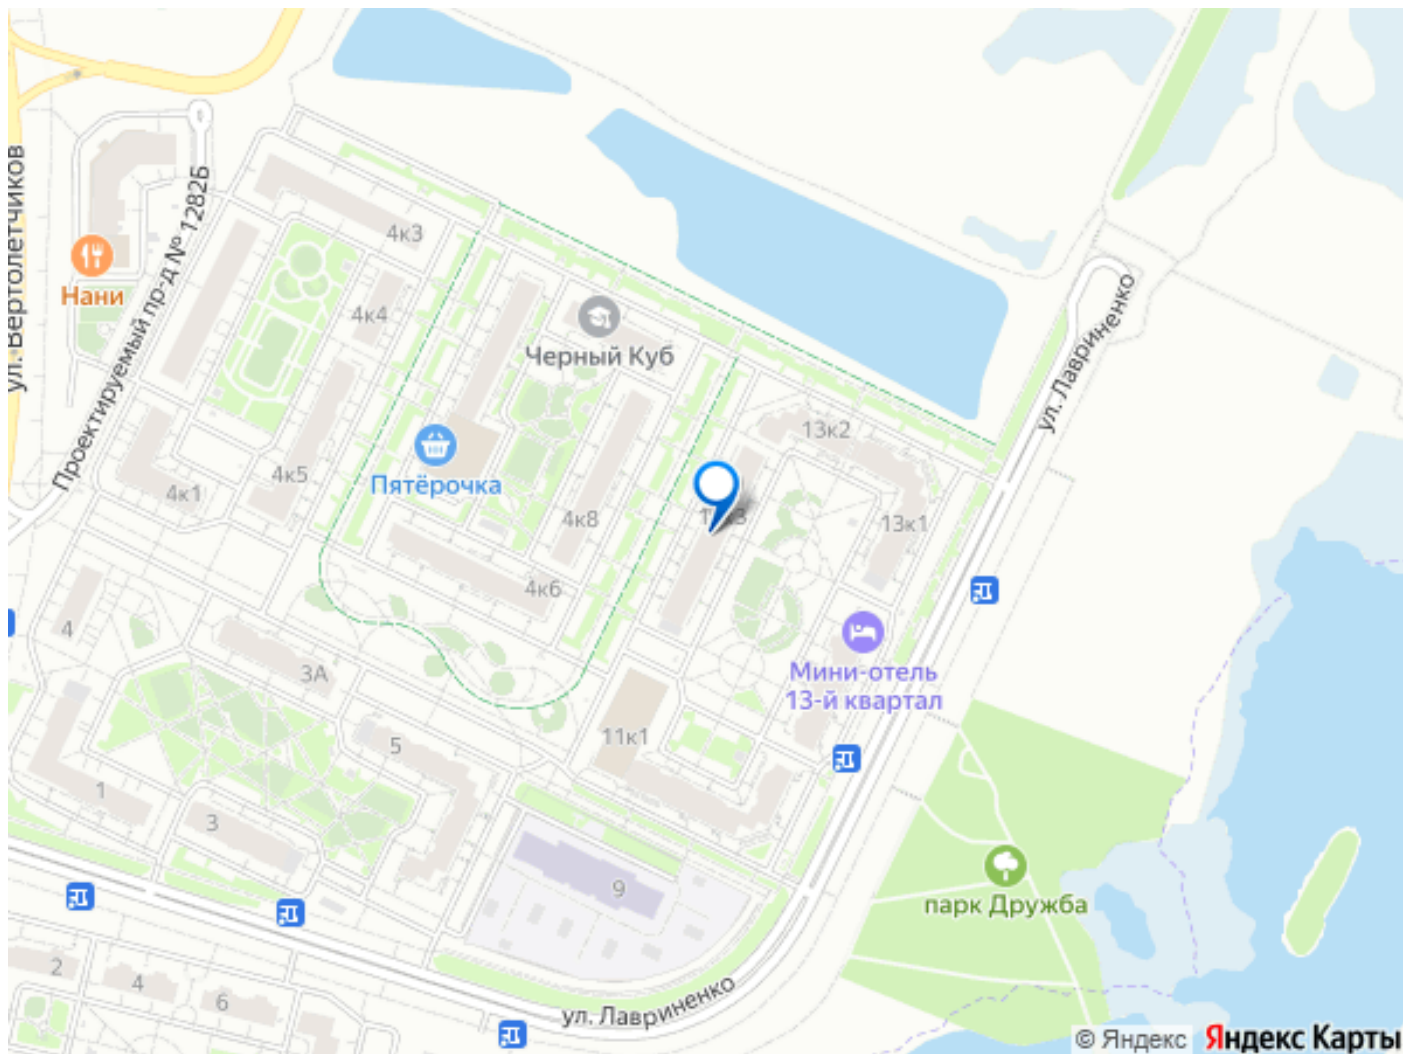 ул. Вертолетчиков
Проектируемый пр-д № 1282Б
Нани
4к3
4к4
Черный Куб
ул. Лавриненко
13к2
4к5
4к1
Пятёрочка
4к8
13к1
4к6
4
3А
Мини-отель
13-й квартал
5
11к1
1
3
9
парк Дружба
2
4
6
ул. Лавриненко
© Яндекс Яндекс Карты